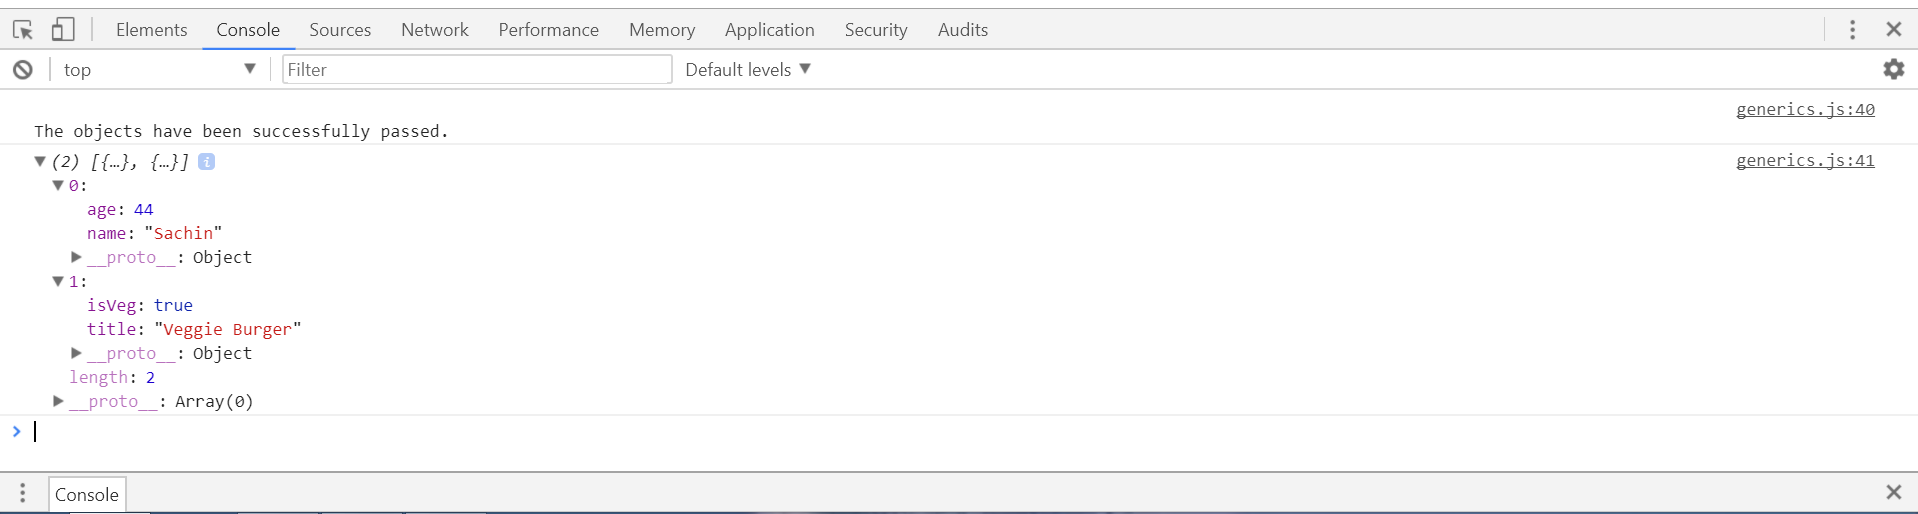 Elements Console Sources Network Performance Memory Application Security Audits
top Filter Default levels
generics.js:40
The objects have been successfully passed.
(2) [{…}, {…}] i generics.js:41
0:
age: 44
name: "Sachin"
__proto__: Object
1:
isVeg: true
title: "Veggie Burger"
__proto__: Object
length: 2
__proto__: Array(0)
>
Console